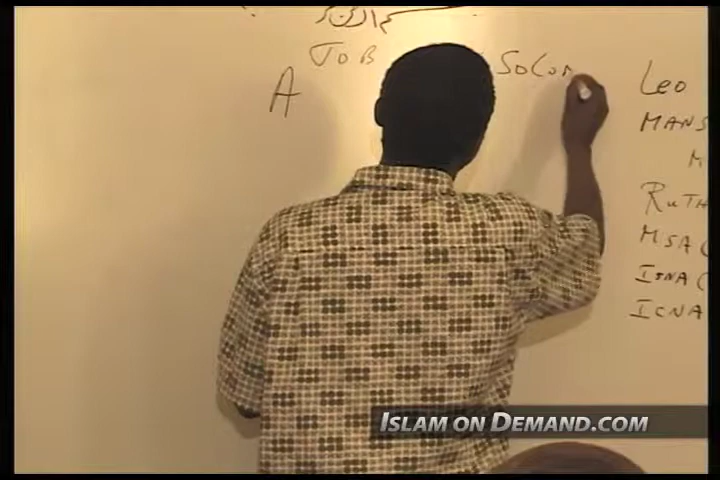 JOB
SoLom
A
Leo
MANS
M
RuTH
MSA (
ISNA (
ICNA
ISLAM ON DEMAND.COM